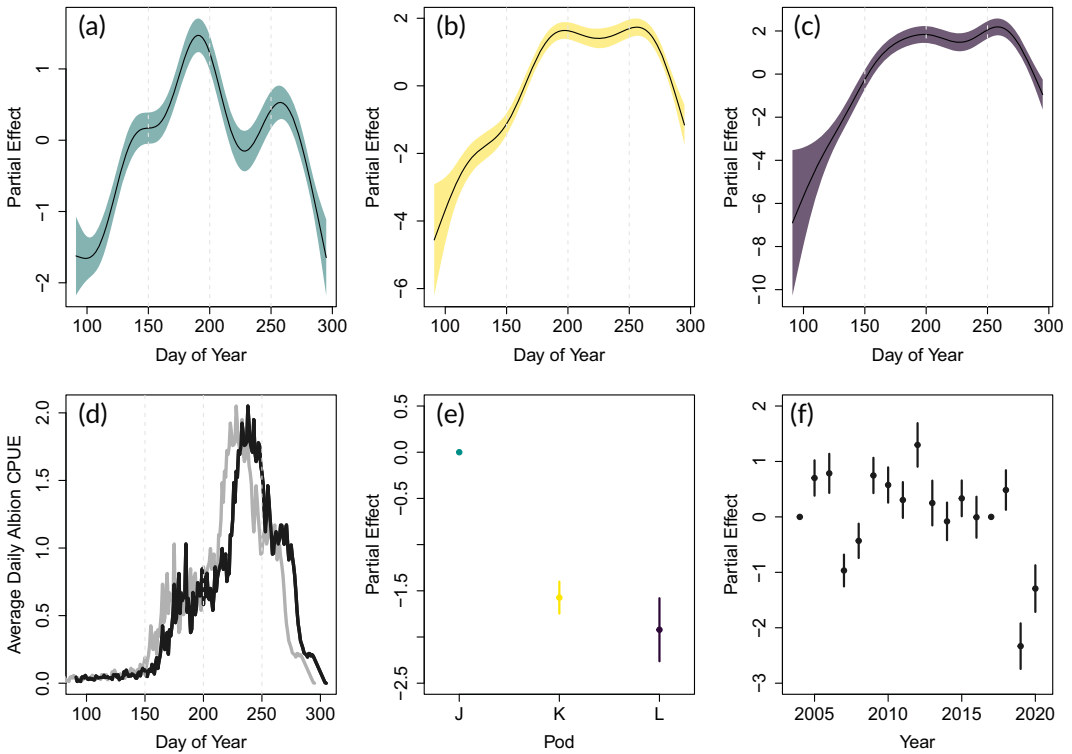 (a)
Partial Effect
1
0
−1
−2
100 150 200 250 300
Day of Year
(b)
Partial Effect
2
0
−2
−4
−6
100 150 200 250 300
Day of Year
(c)
Partial Effect
2
0
−2
−4
−6
−8
−10
100 150 200 250 300
Day of Year
(d)
Average Daily Albion CPUE
2.0
1.5
1.0
0.5
0.0
100 150 200 250 300
Day of Year
(e)
Partial Effect
0.5
0.0
−0.5
−1.5
−2.5
J K L
Pod
(f)
Partial Effect
2
1
0
−1
−2
−3
2005 2010 2015 2020
Year